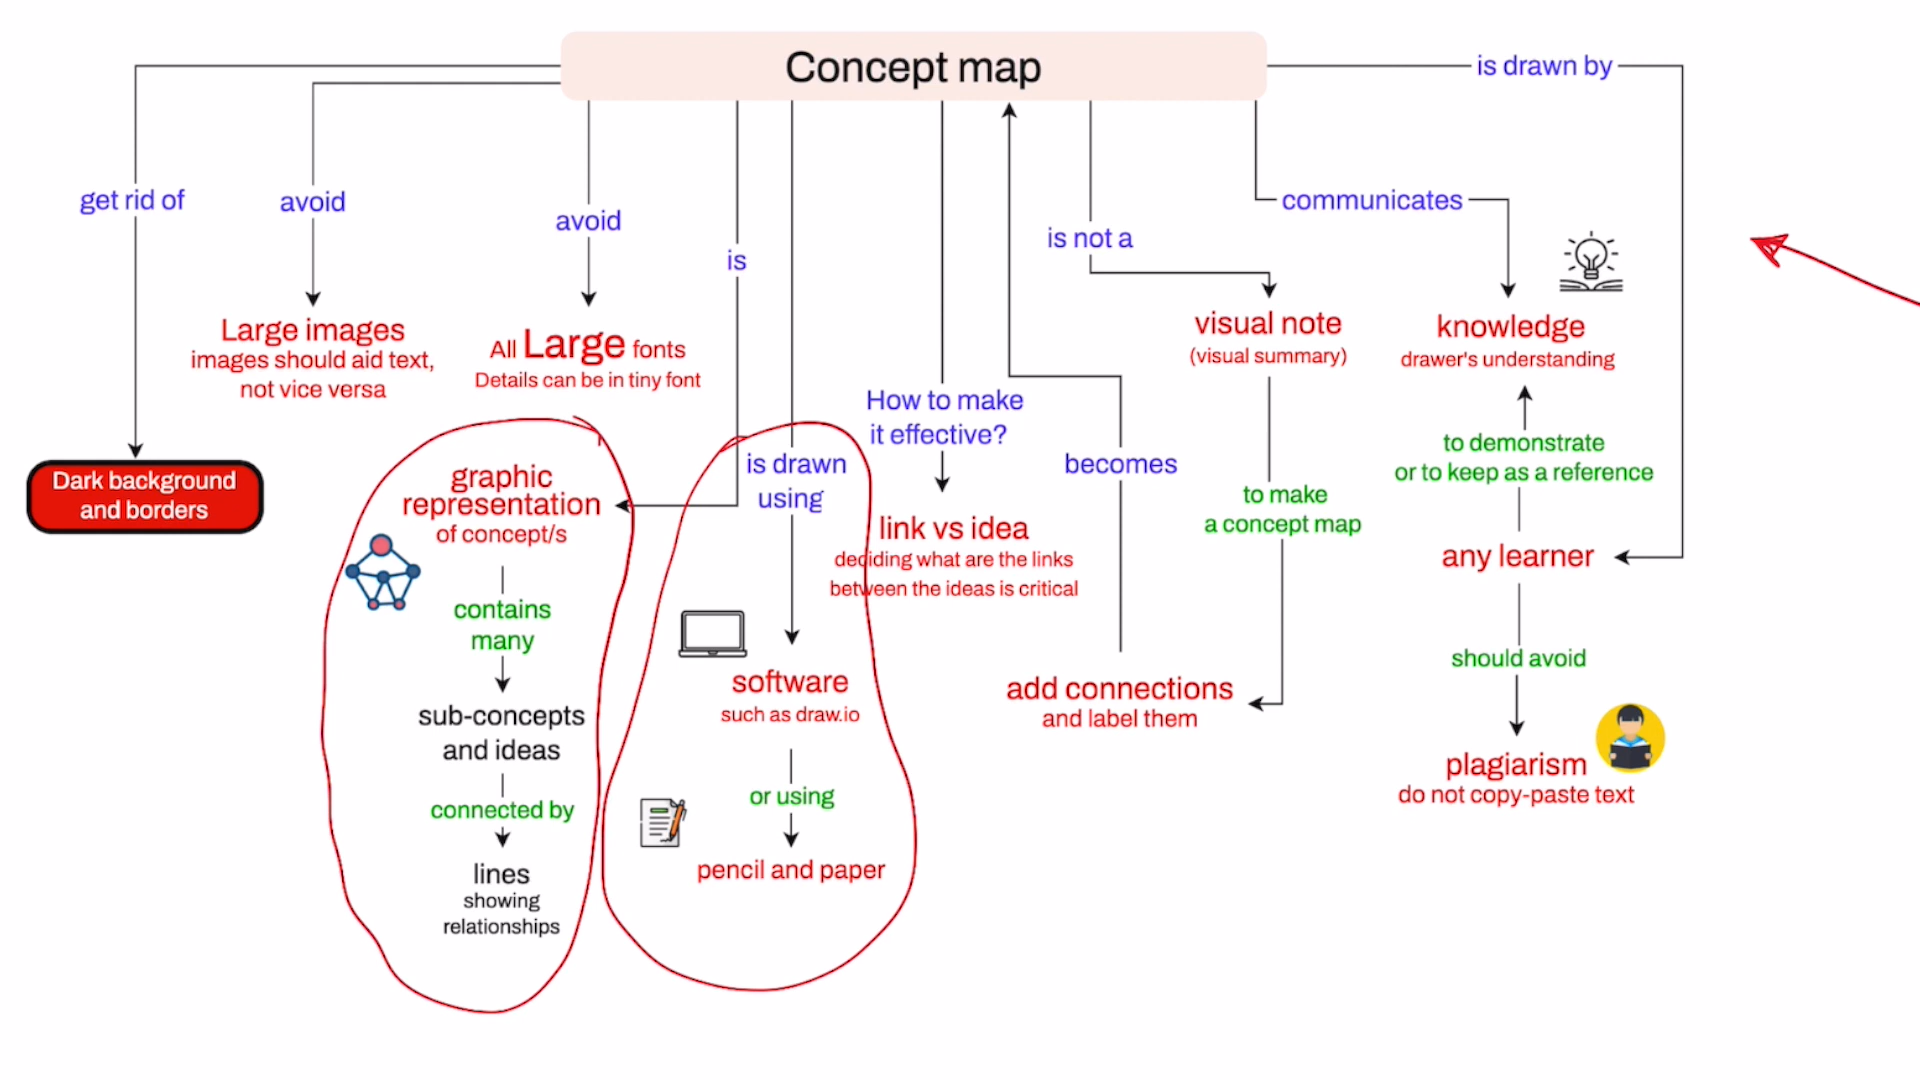 Concept map
is drawn by
get rid of
avoid
avoid
is
is not a
communicates
Large images
images should aid text,
not vice versa
All Large fonts
Details can be in tiny font
visual note
(visual summary)
knowledge
drawer's understanding
How to make
it effective?
becomes
to make
a concept map
to demonstrate
or to keep as a reference
Dark background
and borders
graphic
representation
of concept/s
is drawn
using
link vs idea
deciding what are the links
between the ideas is critical
any learner
contains
many
software
such as draw.io
add connections
and label them
should avoid
sub-concepts
and ideas
connected by
or using
plagiarism
do not copy-paste text
lines
showing
relationships
pencil and paper